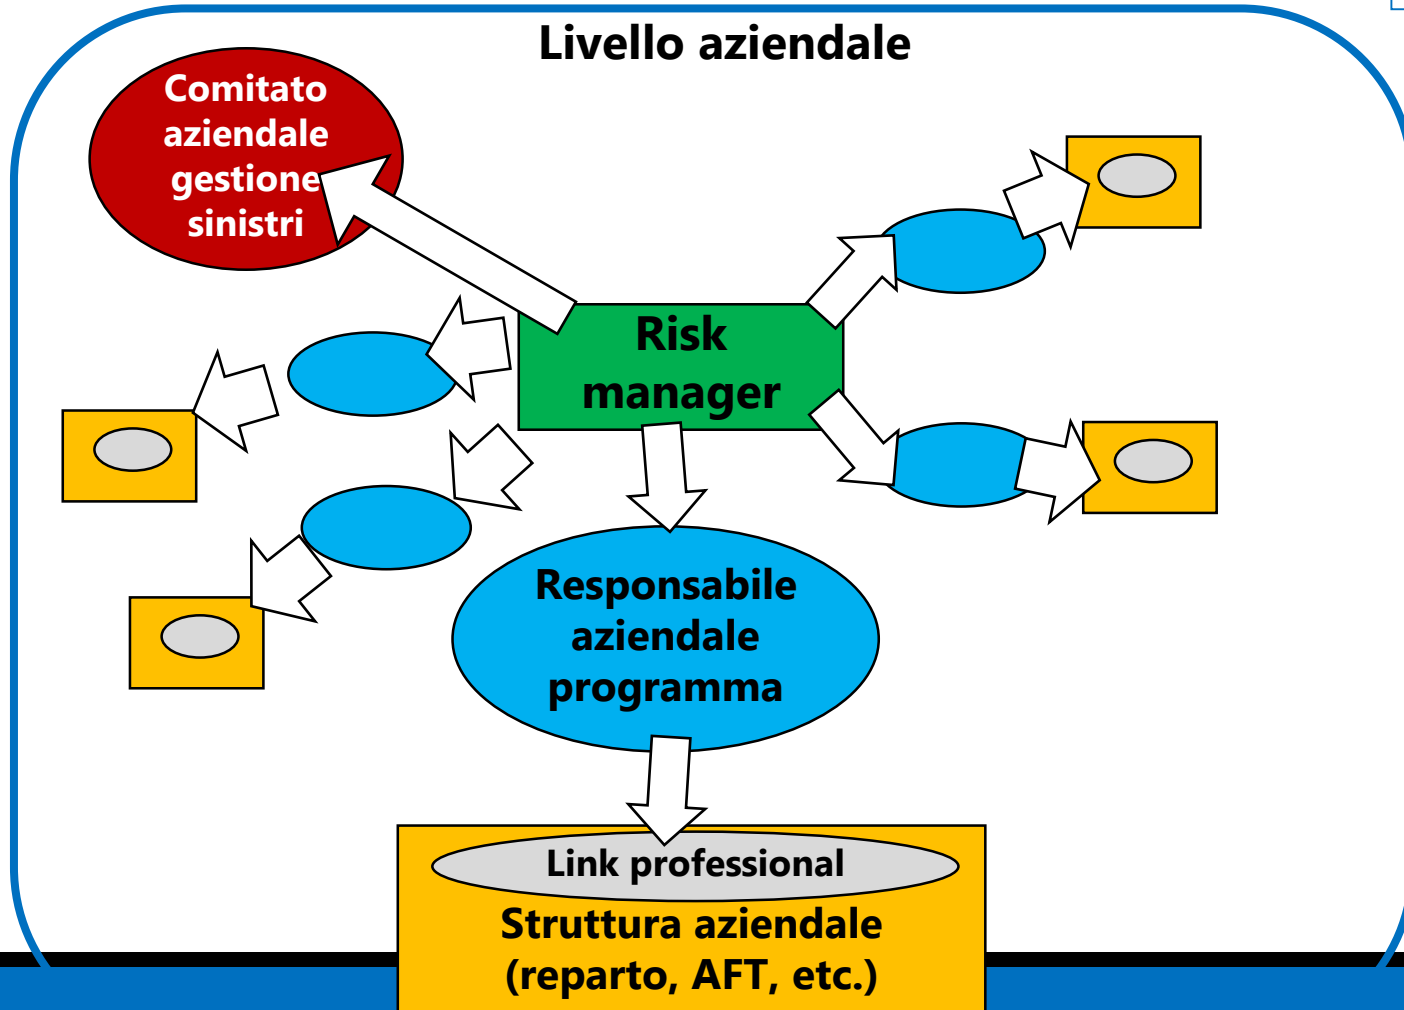 Livello aziendale
Comitato
aziendale
gestione
sinistri
Risk
manager
Responsabile
aziendale
programma
Link professional
Struttura aziendale
(reparto, AFT, etc.)